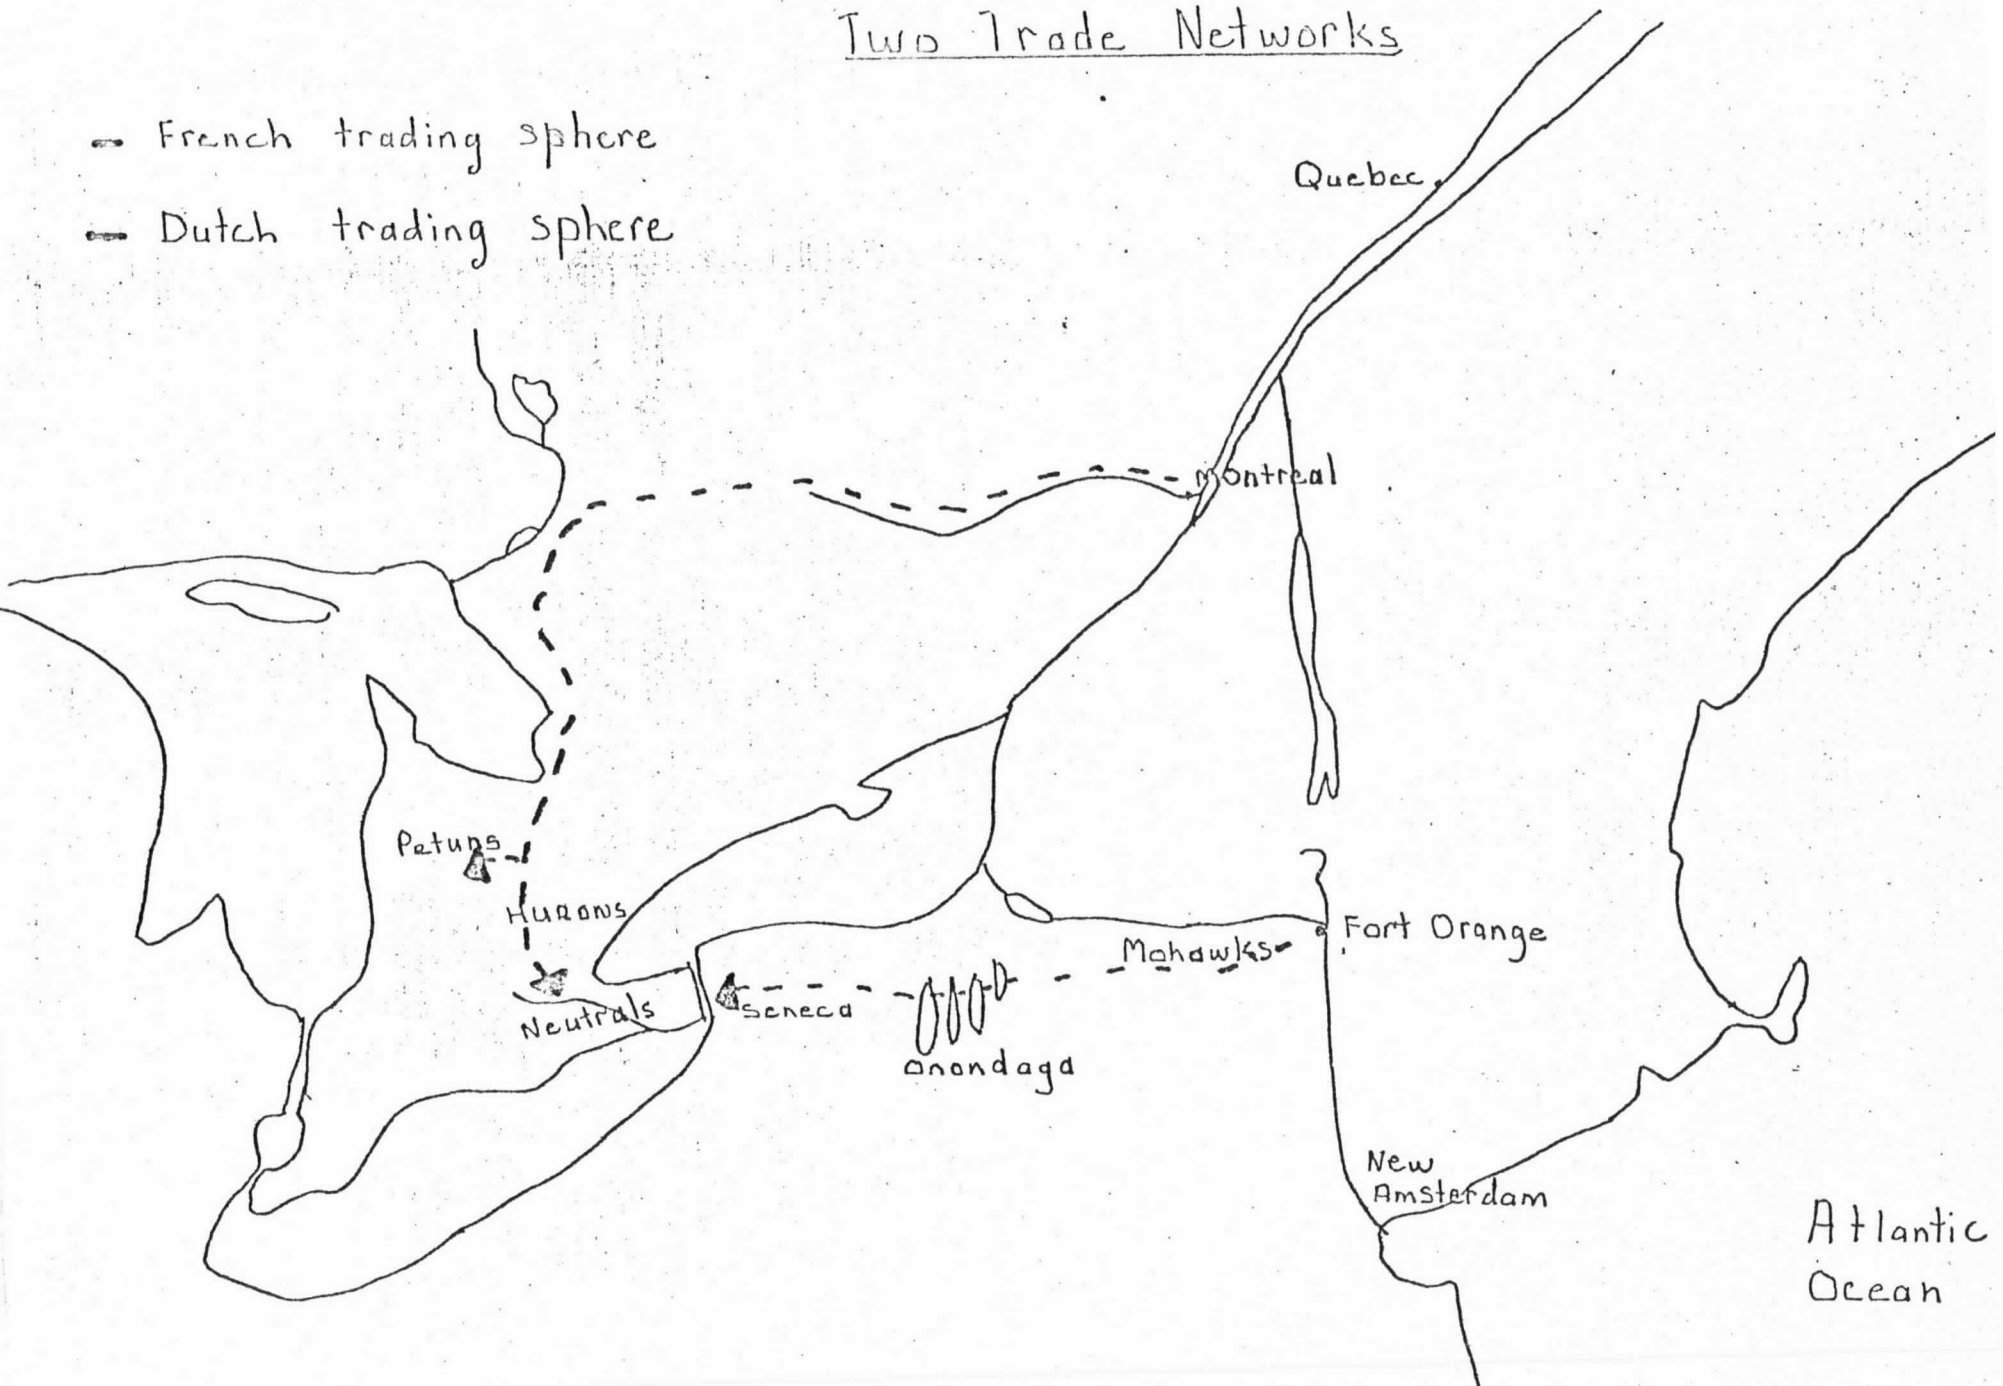 Two Trade Networks
French trading sphere
Dutch trading sphere
Quebec
Montreal
Petuns
Hurons
Fort Orange
Mohawks
Seneca
Neutrals
Onondaga
New
Amsterdam
Atlantic
Ocean